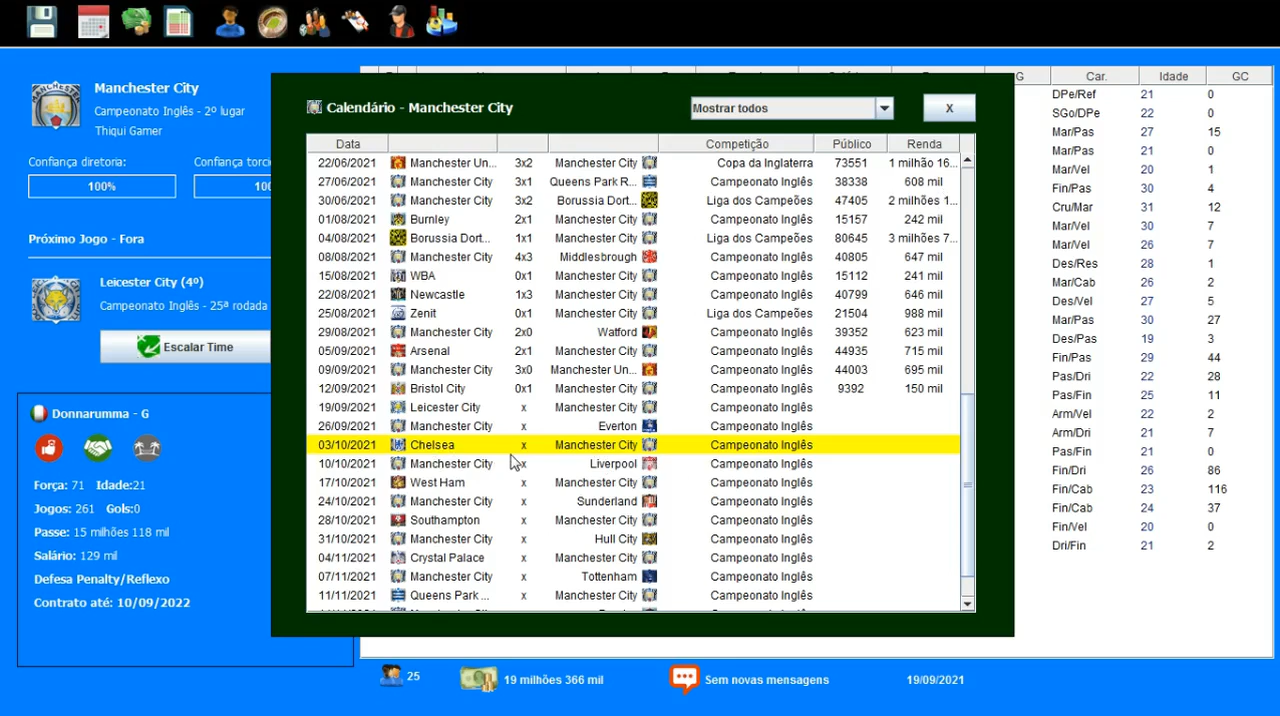 Manchester City
Campeonato Inglês - 2º lugar
Thiqui Gamer
Confiança diretoria:
Confiança torci
100%
100
Próximo Jogo - Fora
Leicester City (4º)
Campeonato Inglês - 25ª rodada
Escalar Time
Donnarumma - G
Força: 71 Idade:21
Jogos: 261 Gols:0
Passe: 15 milhões 118 mil
Salário: 129 mil
Defesa Penalty/Reflexo
Contrato até: 10/09/2022
Calendário - Manchester City
Mostrar todos
X
Data Competição Público Renda
22/06/2021 Manchester Un... 3x2 Manchester City Copa da Inglaterra 73551 1 milhão 16...
27/06/2021 Manchester City 3x1 Queens Park R... Campeonato Inglês 38338 608 mil
30/06/2021 Manchester City 3x2 Borussia Dort... Liga dos Campeões 47405 2 milhões 1...
01/08/2021 Burnley 2x1 Manchester City Campeonato Inglês 15157 242 mil
04/08/2021 Borussia Dort... 1x1 Manchester City Liga dos Campeões 80645 3 milhões 7...
08/08/2021 Manchester City 4x3 Middlesbrough Campeonato Inglês 40805 647 mil
15/08/2021 WBA 0x1 Manchester City Campeonato Inglês 15112 241 mil
22/08/2021 Newcastle 1x3 Manchester City Campeonato Inglês 40799 646 mil
25/08/2021 Zenit 0x1 Manchester City Liga dos Campeões 21504 988 mil
29/08/2021 Manchester City 2x0 Watford Campeonato Inglês 39352 623 mil
05/09/2021 Arsenal 2x1 Manchester City Campeonato Inglês 44935 715 mil
09/09/2021 Manchester City 3x0 Manchester Un... Campeonato Inglês 44003 695 mil
12/09/2021 Bristol City 0x1 Manchester City Campeonato Inglês 9392 150 mil
19/09/2021 Leicester City x Manchester City Campeonato Inglês
26/09/2021 Manchester City x Everton Campeonato Inglês
03/10/2021 Chelsea x Manchester City Campeonato Inglês
10/10/2021 Manchester City x Liverpool Campeonato Inglês
17/10/2021 West Ham x Manchester City Campeonato Inglês
24/10/2021 Manchester City x Sunderland Campeonato Inglês
28/10/2021 Southampton x Manchester City Campeonato Inglês
31/10/2021 Manchester City x Hull City Campeonato Inglês
04/11/2021 Crystal Palace x Manchester City Campeonato Inglês
07/11/2021 Manchester City x Tottenham Campeonato Inglês
11/11/2021 Queens Park ... x Manchester City Campeonato Inglês
G Car. Idade GC
DPe/Ref 21 0
SGo/DPe 22 0
Mar/Pas 27 15
Mar/Pas 21 0
Mar/Vel 20 1
Fin/Pas 30 4
Cru/Mar 31 12
Mar/Vel 30 7
Mar/Vel 26 7
Des/Res 28 1
Mar/Cab 26 2
Des/Vel 27 5
Mar/Pas 30 27
Des/Pas 19 3
Fin/Pas 29 44
Pas/Dri 22 28
Pas/Fin 25 11
Arm/Vel 22 2
Arm/Dri 21 7
Pas/Fin 21 0
Fin/Dri 26 86
Fin/Cab 23 116
Fin/Cab 24 37
Fin/Vel 20 0
Dri/Fin 21 2
25
19 milhões 366 mil
Sem novas mensagens
19/09/2021